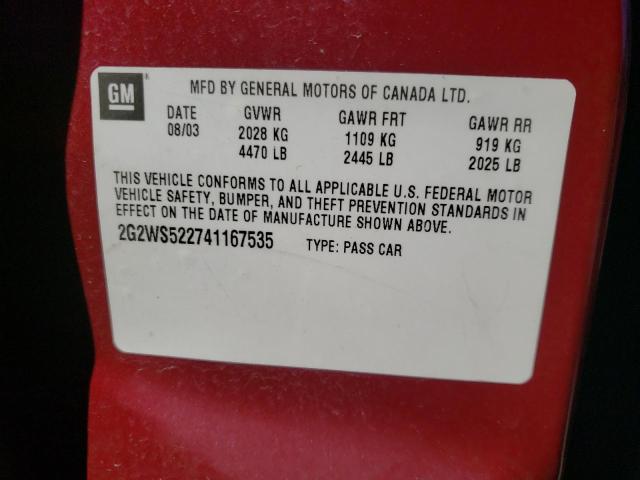 GM
MFD BY GENERAL MOTORS OF CANADA LTD.
DATE GVWR GAWR FRT GAWR RR
08/03 2028 KG 1109 KG 919 KG
4470 LB 2445 LB 2025 LB
THIS VEHICLE CONFORMS TO ALL APPLICABLE U.S. FEDERAL MOTOR
VEHICLE SAFETY, BUMPER, AND THEFT PREVENTION STANDARDS IN
EFFECT ON THE DATE OF MANUFACTURE SHOWN ABOVE.
2G2WS522741167535 TYPE: PASS CAR